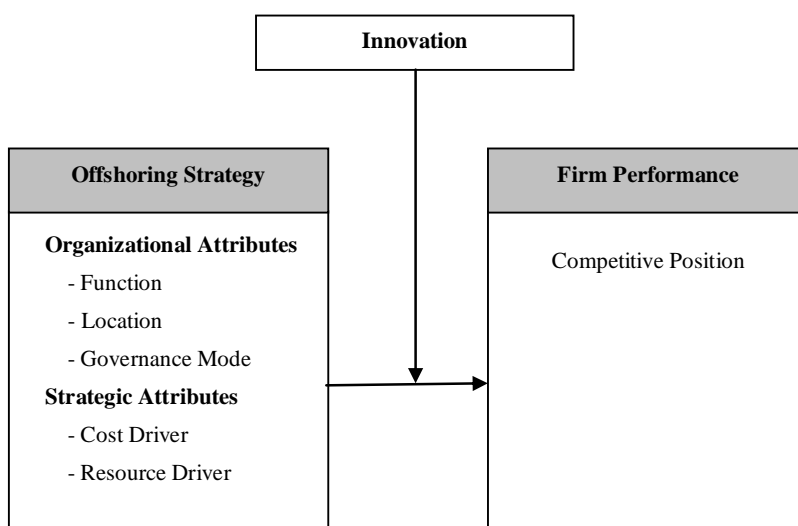 Innovation
Offshoring Strategy
Organizational Attributes
- Function
- Location
- Governance Mode
Strategic Attributes
- Cost Driver
- Resource Driver
Firm Performance
Competitive Position